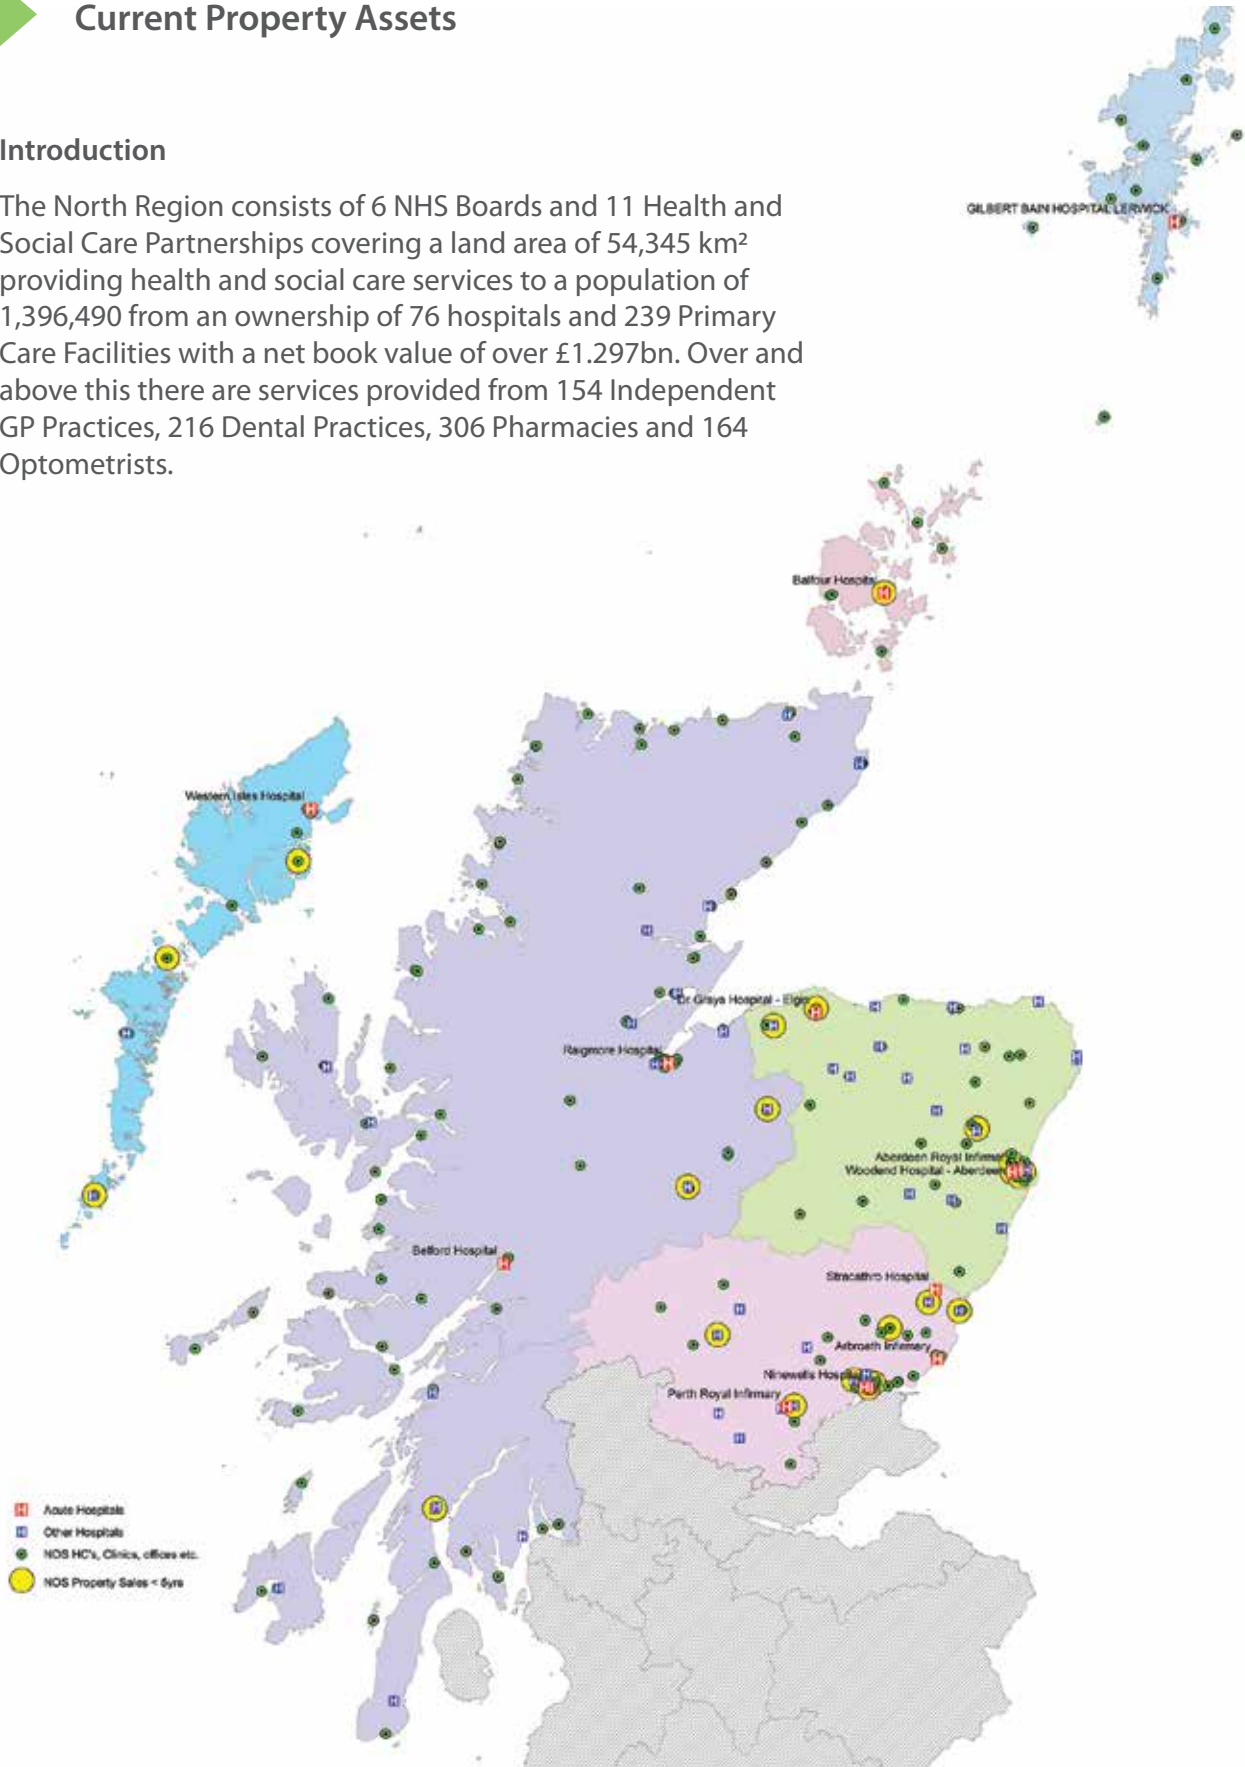 Current Property Assets
Introduction
The North Region consists of 6 NHS Boards and 11 Health and
Social Care Partnerships covering a land area of 54,345 km²
providing health and social care services to a population of
1,396,490 from an ownership of 76 hospitals and 239 Primary
Care Facilities with a net book value of over £1.297bn. Over and
above this there are services provided from 154 Independent
GP Practices, 216 Dental Practices, 306 Pharmacies and 164
Optometrists.
GILBERT BAIN HOSPITAL LERWICK
Balfour Hospital
Western Isles Hospital
Dr Grays Hospital - Elgin
Raigmore Hospital
Aberdeen Royal Infirmary
Woodend Hospital - Aberdeen
Belford Hospital
Stracathro Hospital
Arbroath Infirmary
Ninewells Hospital
Perth Royal Infirmary
H Acute Hospitals
H Other Hospitals
NOS HC's, Clinics, offices etc.
NOS Property Sales < 5yrs